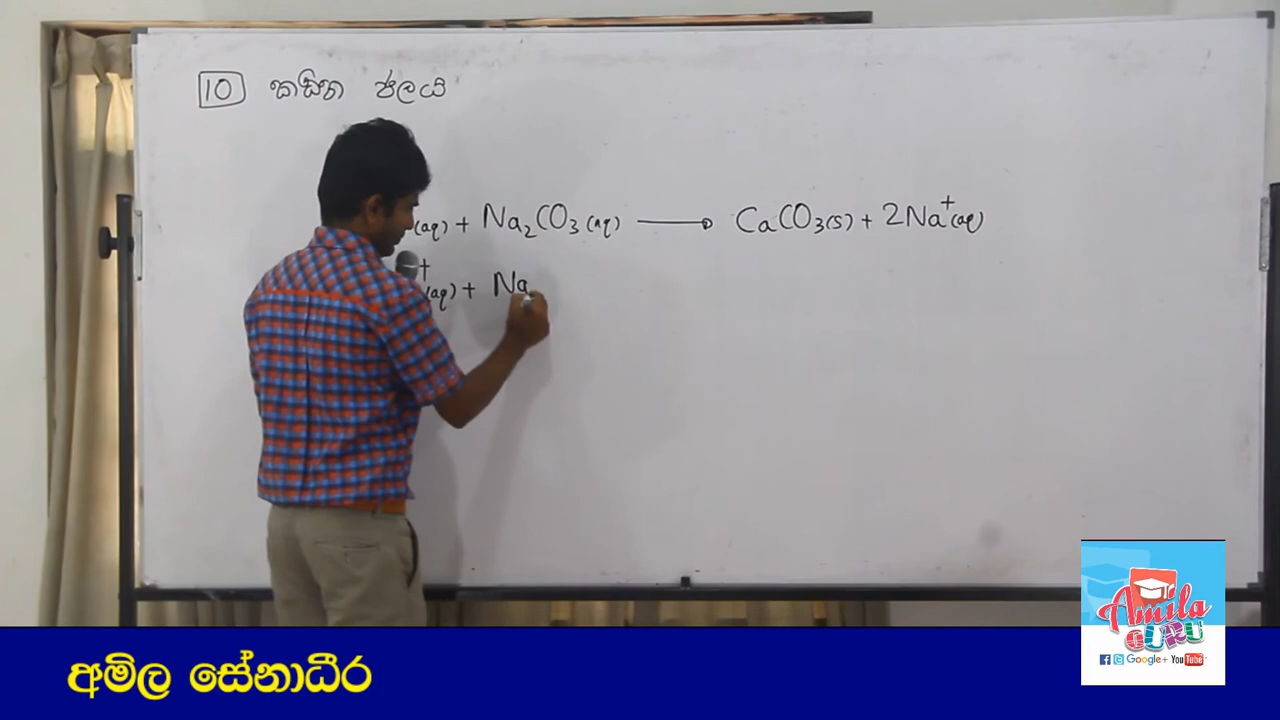 10 කඨින ජලය
(aq) + Na₂CO₃(aq) ⟶ CaCO₃(s) + 2Na⁺(aq)
+(aq) + Na
Amila
GURU
Google+ YouTube
අමිල සේනාධීර